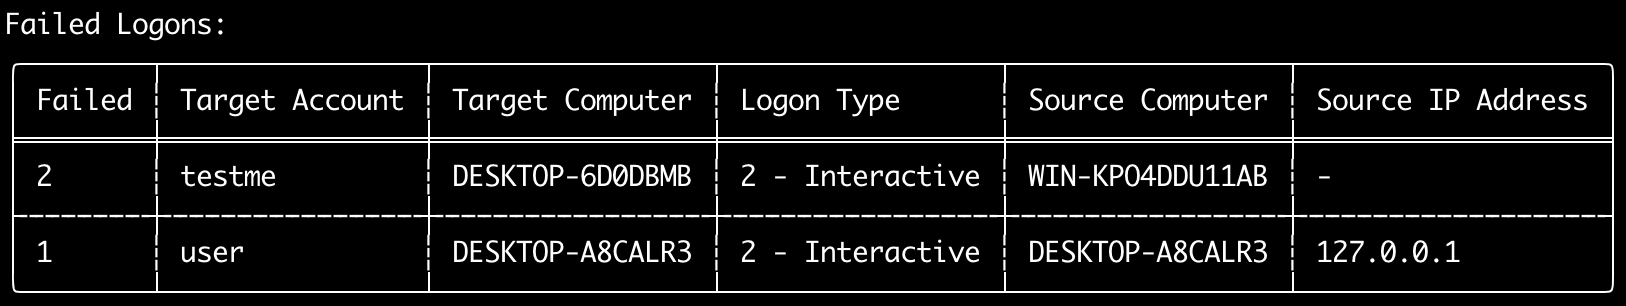 Failed Logons:
Failed Target Account Target Computer Logon Type Source Computer Source IP Address
2 testme DESKTOP-6D0DBMB 2 - Interactive WIN-KPO4DDU11AB -
1 user DESKTOP-A8CALR3 2 - Interactive DESKTOP-A8CALR3 127.0.0.1